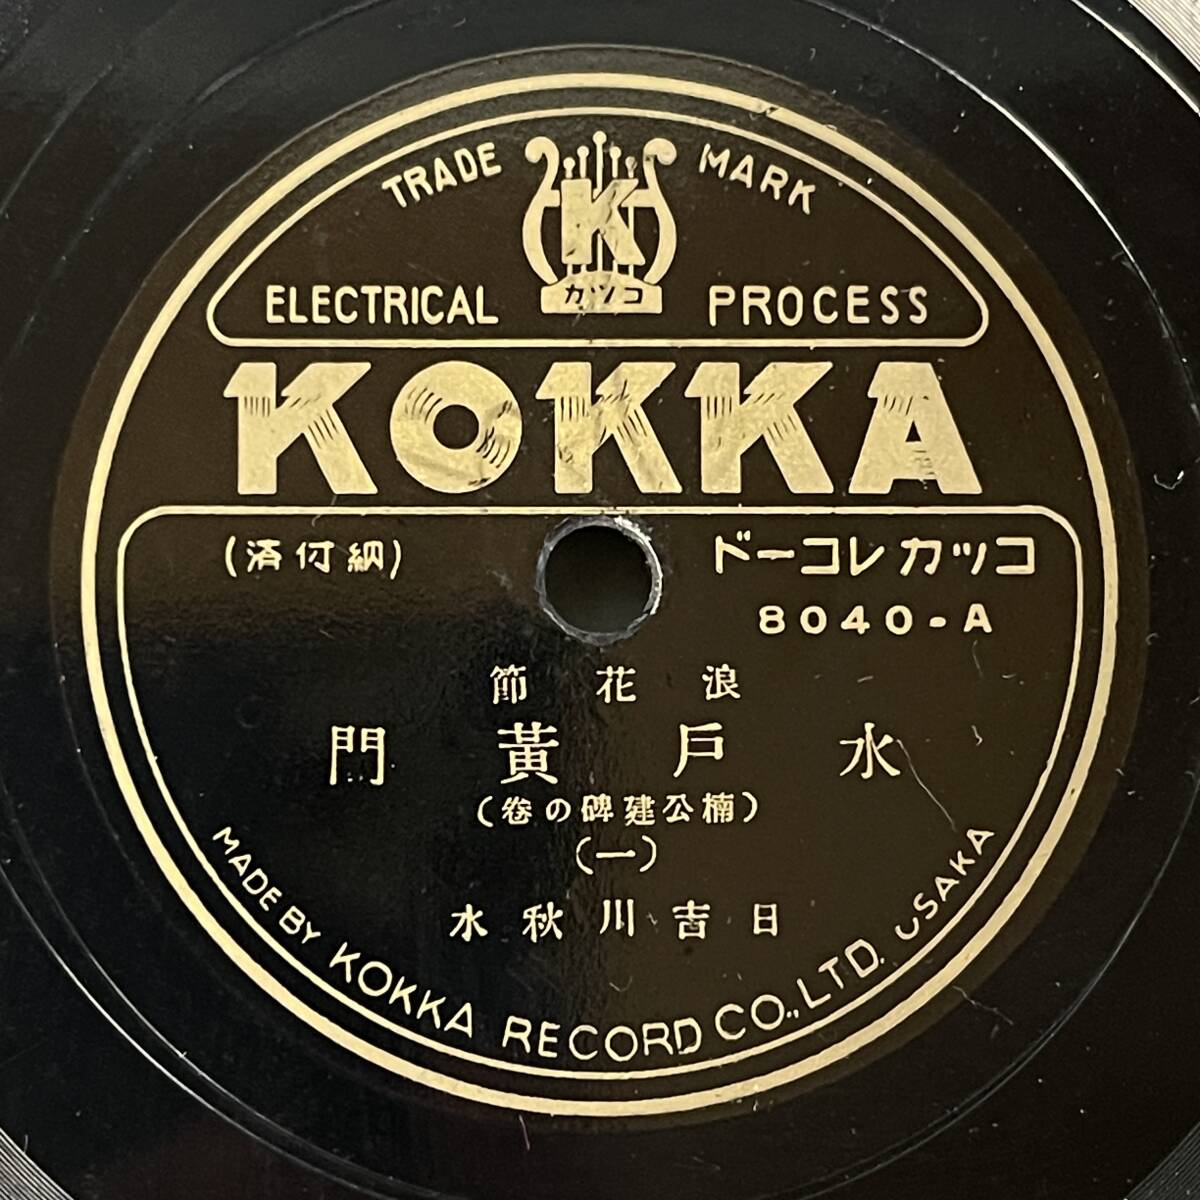 TRADE MARK
K
コツカ
ELECTRICAL PROCESS
KOKKA
コツカレコード
(納付済)
8040-A
浪花節
水戸黃門
(楠公建碑の巻)
(一)
日吉川秋水
MADE BY KOKKA RECORD CO., LTD. OSAKA